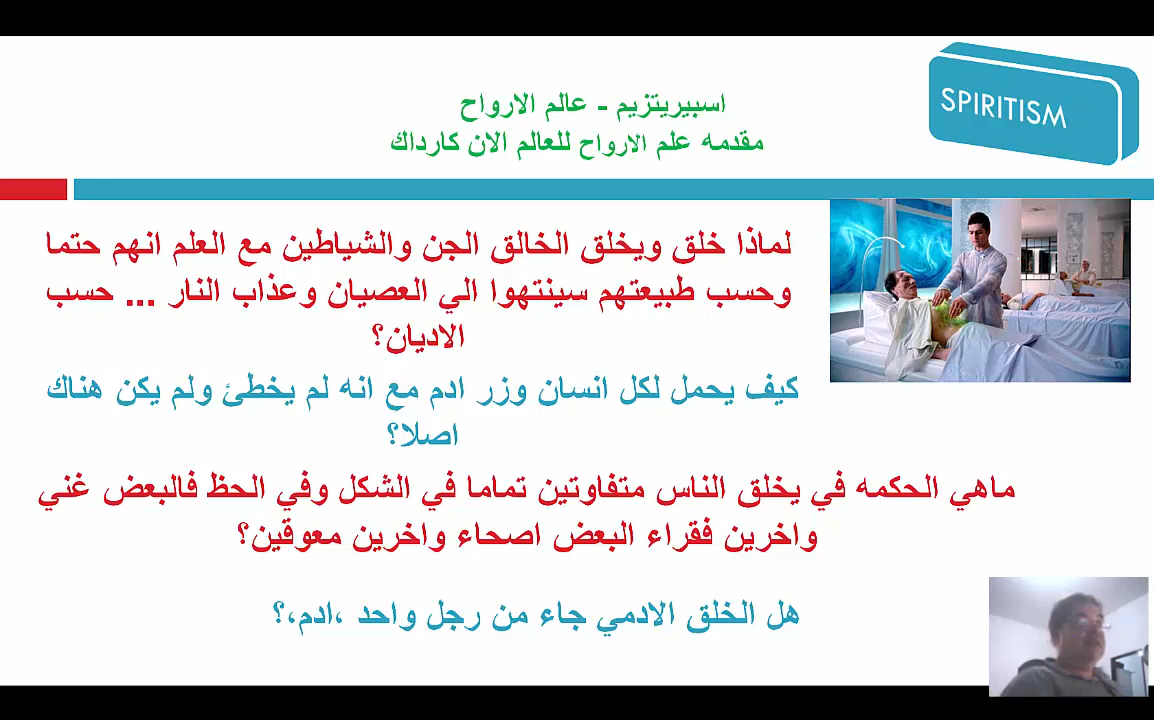 SPIRITISM
اسبيريتزيم - عالم الارواح
مقدمه علم الارواح للعالم الان كارداك
لماذا خلق ويخلق الخالق الجن والشياطين مع العلم انهم حتما
وحسب طبيعتهم سينتهوا الي العصيان وعذاب النار ... حسب
الاديان؟
كيف يحمل لكل انسان وزر ادم مع انه لم يخطئ ولم يكن هناك
اصلا؟
ماهي الحكمه في يخلق الناس متفاوتين تماما في الشكل وفي الحظ فالبعض غني
واخرين فقراء البعض اصحاء واخرين معوقين؟
هل الخلق الادمي جاء من رجل واحد ،ادم،؟